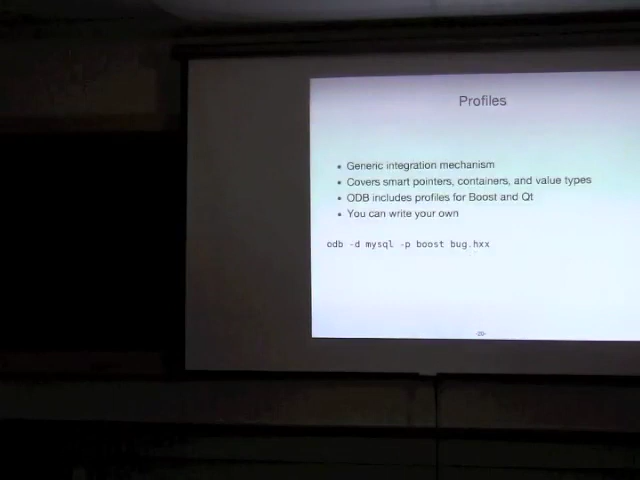 Profiles
• Generic integration mechanism
• Covers smart pointers, containers, and value types
• ODB includes profiles for Boost and Qt
• You can write your own
odb -d mysql -p boost bug.hxx